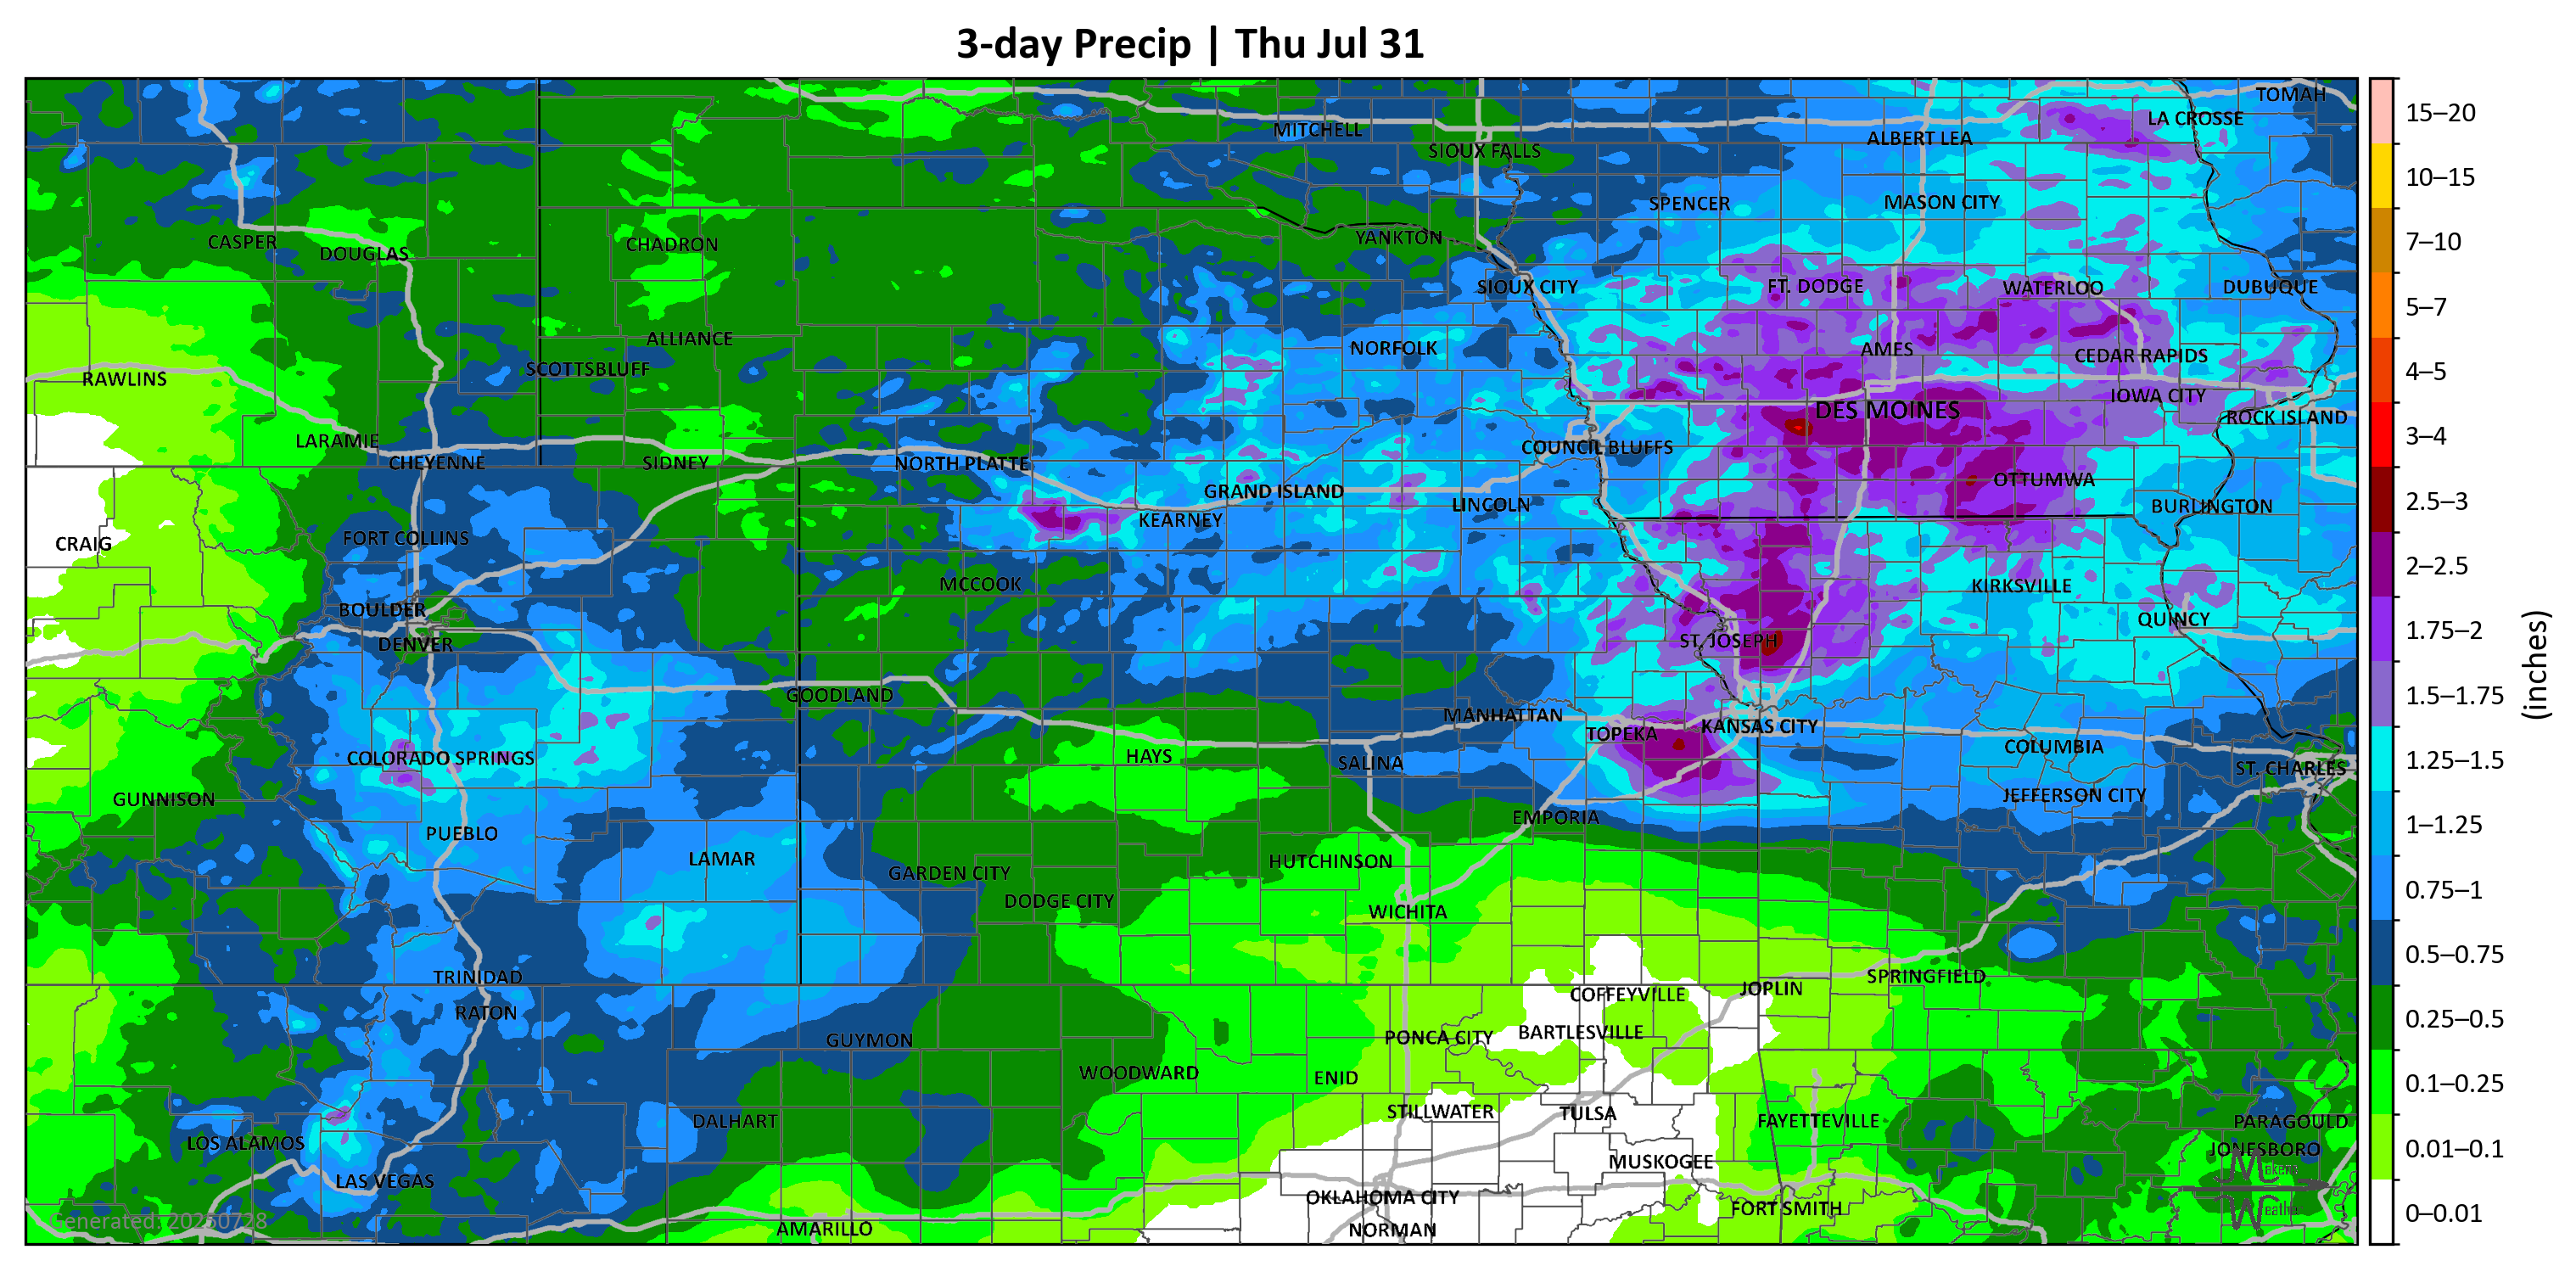 3-day Precip | Thu Jul 31
TOMAH
LA CROSSE
MITCHELL
ALBERT LEA
SIOUX FALLS
SPENCER
MASON CITY
CASPER
DOUGLAS
CHADRON
YANKTON
SIOUX CITY
FT. DODGE
WATERLOO
DUBUQUE
ALLIANCE
NORFOLK
AMES
CEDAR RAPIDS
SCOTTSBLUFF
RAWLINS
IOWA CITY
DES MOINES
ROCK ISLAND
LARAMIE
COUNCIL BLUFFS
CHEYENNE
SIDNEY
NORTH PLATTE
OTTUMWA
GRAND ISLAND
LINCOLN
BURLINGTON
KEARNEY
FORT COLLINS
CRAIG
MCCOOK
KIRKSVILLE
BOULDER
QUINCY
DENVER
ST. JOSEPH
GOODLAND
MANHATTAN
KANSAS CITY
TOPEKA
COLUMBIA
HAYS
COLORADO SPRINGS
SALINA
ST. CHARLES
GUNNISON
JEFFERSON CITY
EMPORIA
PUEBLO
LAMAR
HUTCHINSON
GARDEN CITY
DODGE CITY
WICHITA
TRINIDAD
SPRINGFIELD
JOPLIN
COFFEYVILLE
RATON
BARTLESVILLE
PONCA CITY
GUYMON
WOODWARD
ENID
STILLWATER
TULSA
DALHART
FAYETTEVILLE
PARAGOULD
LOS ALAMOS
JONESBORO
MUSKOGEE
LAS VEGAS
OKLAHOMA CITY
FORT SMITH
AMARILLO
NORMAN
Generated: 20250728
Makens
Weather
15–20
10–15
7–10
5–7
4–5
3–4
2.5–3
2–2.5
1.75–2
1.5–1.75
1.25–1.5
1–1.25
0.75–1
0.5–0.75
0.25–0.5
0.1–0.25
0.01–0.1
0–0.01
(inches)